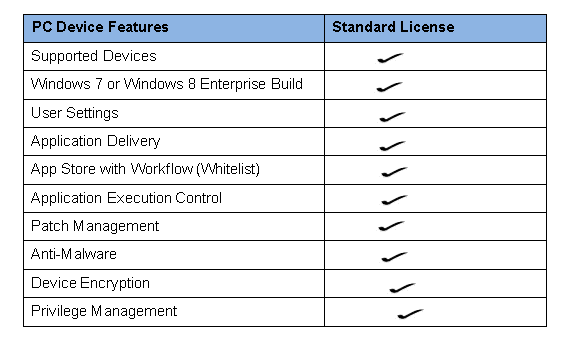 PC Device Features Standard License
Supported Devices ✓
Windows 7 or Windows 8 Enterprise Build ✓
User Settings ✓
Application Delivery ✓
App Store with Workflow (Whitelist) ✓
Application Execution Control ✓
Patch Management ✓
Anti-Malware ✓
Device Encryption ✓
Privilege Management ✓